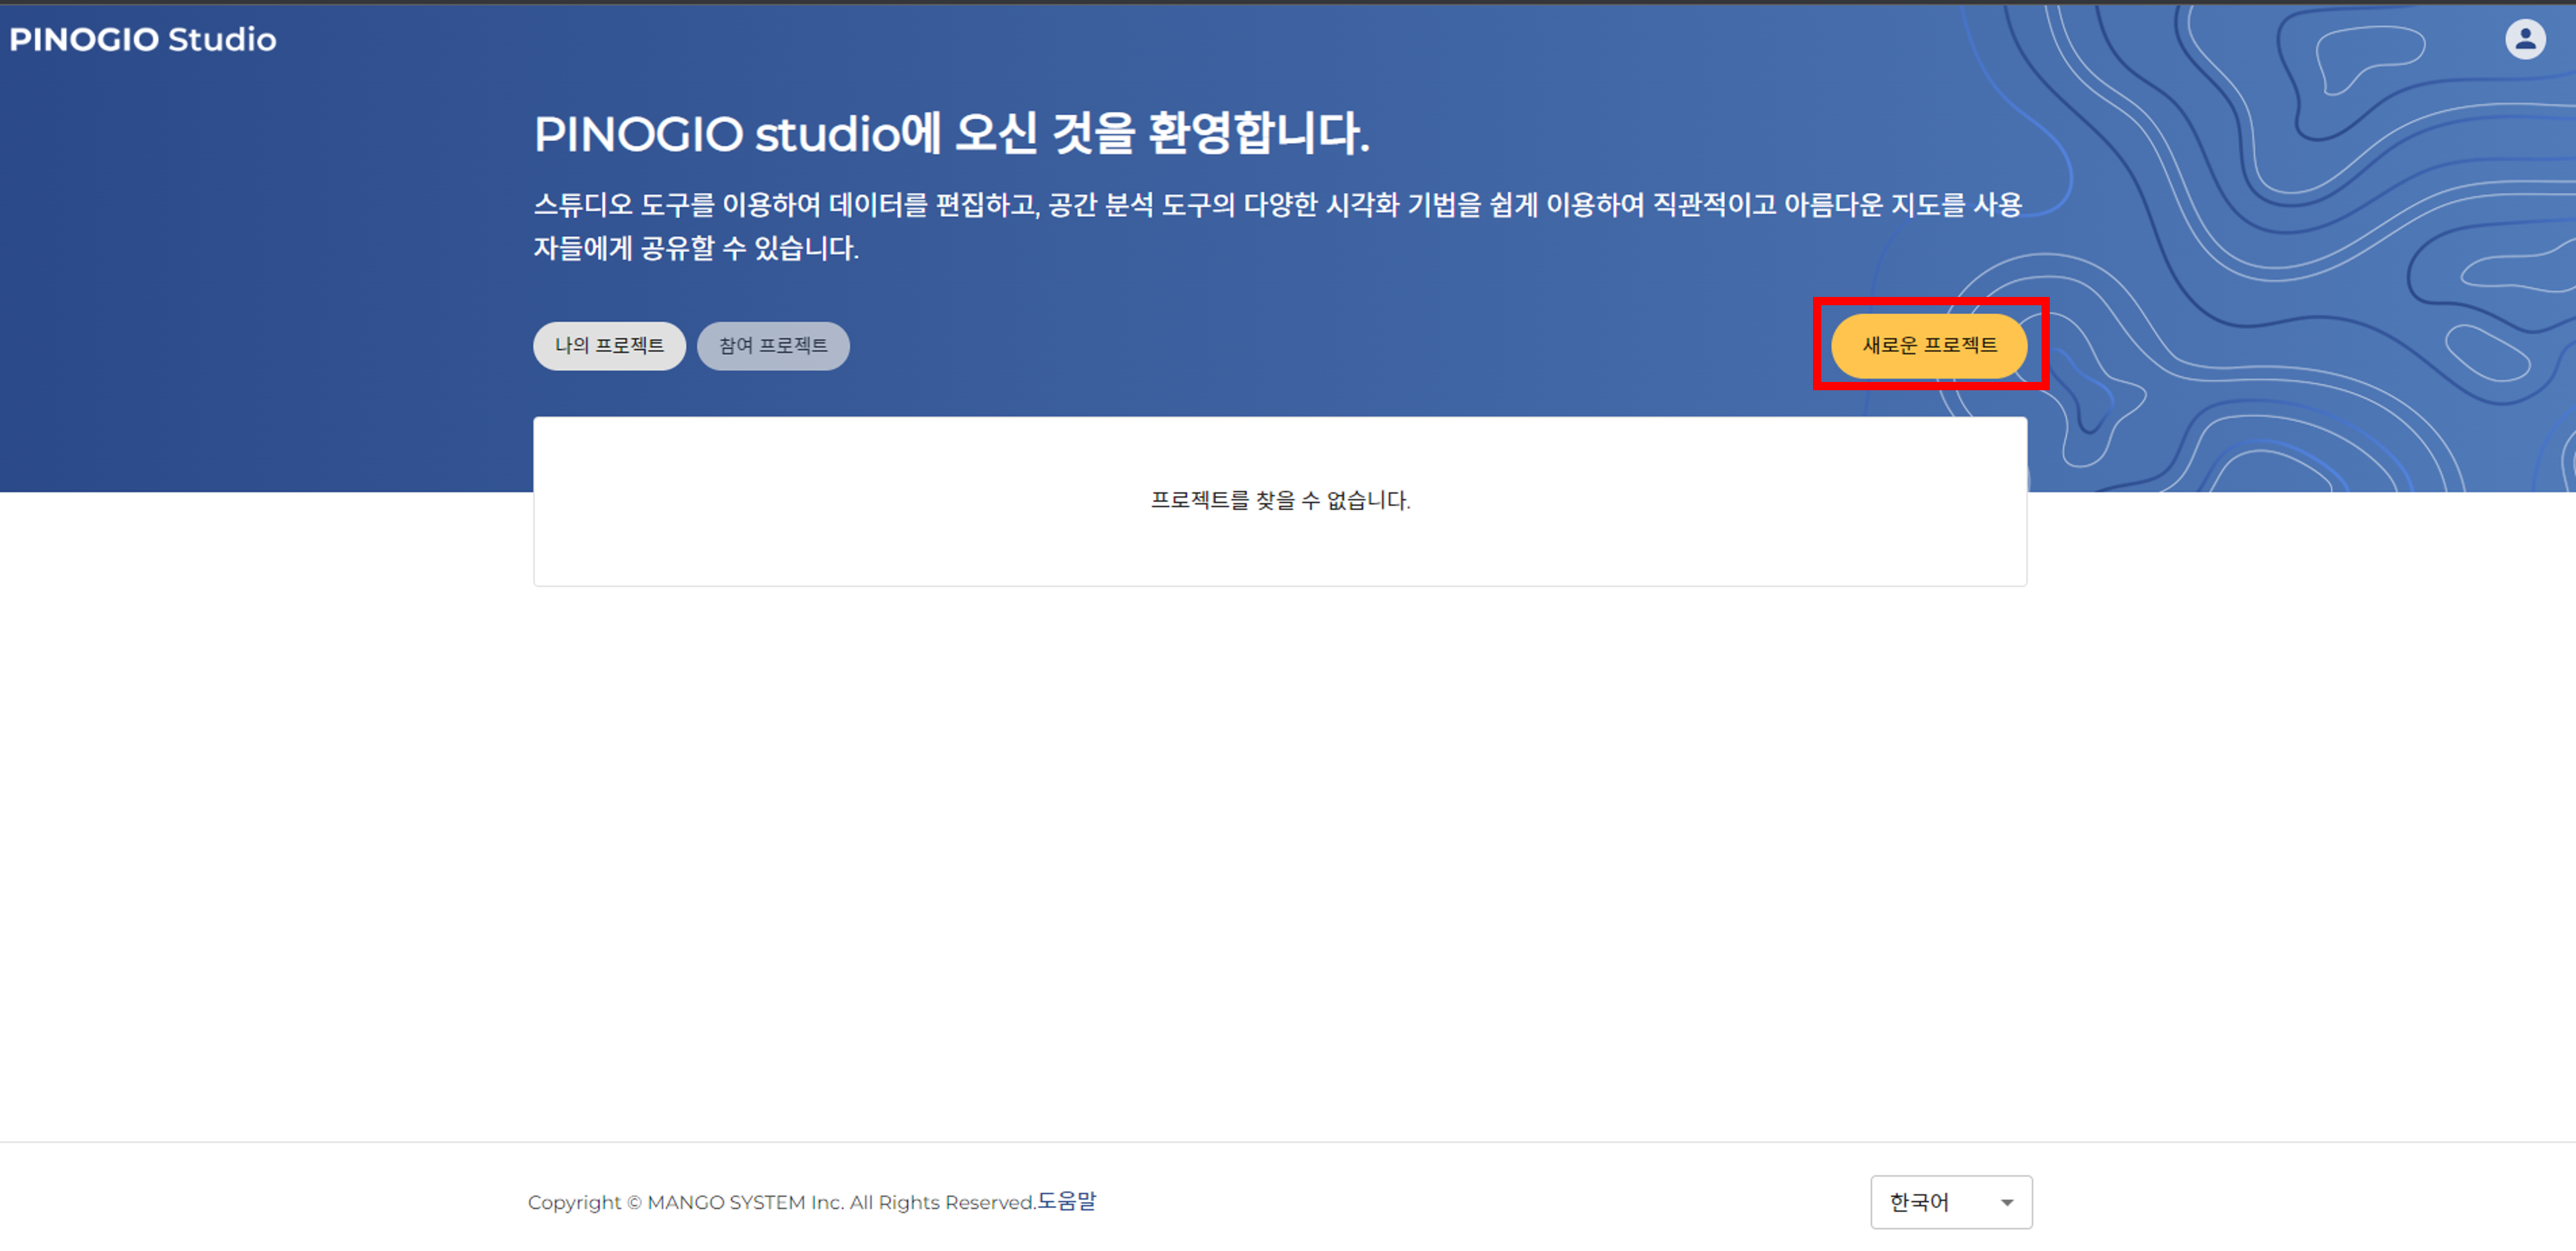 PINOGIO Studio
PINOGIO studio에 오신 것을 환영합니다.
스튜디오 도구를 이용하여 데이터를 편집하고, 공간 분석 도구의 다양한 시각화 기법을 쉽게 이용하여 직관적이고 아름다운 지도를 사용
자들에게 공유할 수 있습니다.
나의 프로젝트 참여 프로젝트 새로운 프로젝트
프로젝트를 찾을 수 없습니다.
Copyright © MANGO SYSTEM Inc. All Rights Reserved.도움말 한국어